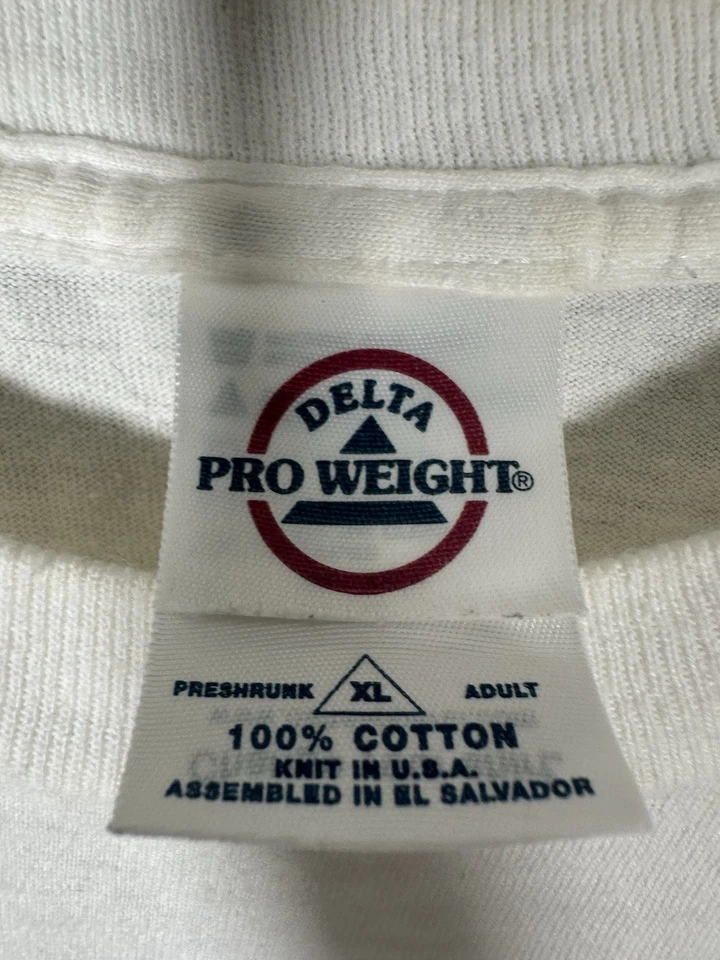 DELTA
PRO WEIGHT®
PRESHRUNK XL ADULT
100% COTTON
KNIT IN U.S.A.
ASSEMBLED IN EL SALVADOR